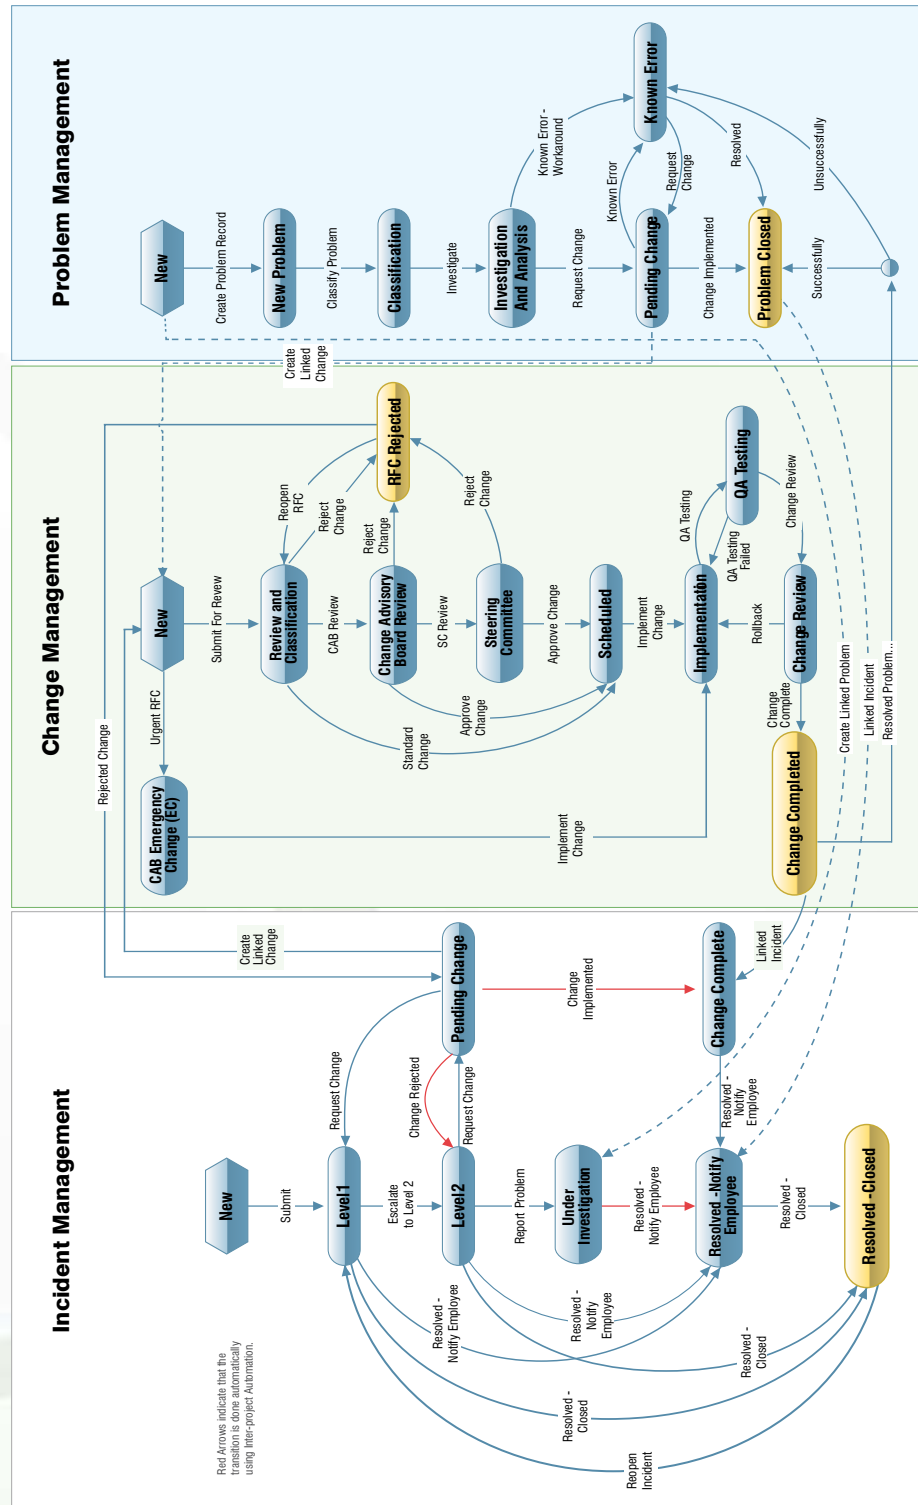 Incident Management
Red Arrows indicate that the
transition is done automatically
using Inter-project Automation.
New
Submit
Level1
Escalate
to Level 2
Level2
Report Problem
Under
Investigation
Resolved -
Notify Employee
Resolved -Notify
Employee
Resolved -
Closed
Resolved -Closed
Request Change
Change Rejected
Request Change
Pending Change
Change
Implemented
Change Complete
Resolved -
Notify
Employee
Resolved -
Notify Employee
Resolved -
Notify
Employee
Resolved -
Closed
Resolved -
Closed
Reopen
Incident
Create
Linked
Change
Linked
Incident
Change Management
Rejected Change
New
Urgent RFC
CAB Emergency
Change (EC)
Implement
Change
Submit For Revew
Review and
Classification
Reopen
RFC
Reject
Change
RFC Rejected
CAB Review
Change Advisory
Board Review
Reject
Change
SC Review
Steering
Committee
Reject
Change
Approve
Change
Standard
Change
Approve Change
Scheduled
Implement
Change
Implementation
QA Testing
QA Testing
Failed
QA Testing
Change Review
Rollback
Change Review
Change
Complete
Change Completed
Create Linked Problem
Linked Incident
Resolved Problem...
Create
Linked
Change
Problem Management
New
Create Problem Record
New Problem
Classify Problem
Classification
Investigate
Investigation
And Analysis
Known Error -
Workaround
Request Change
Pending Change
Known Error
Request
Change
Known Error
Change Implemented
Resolved
Problem Closed
Successfully
Unsuccessfully